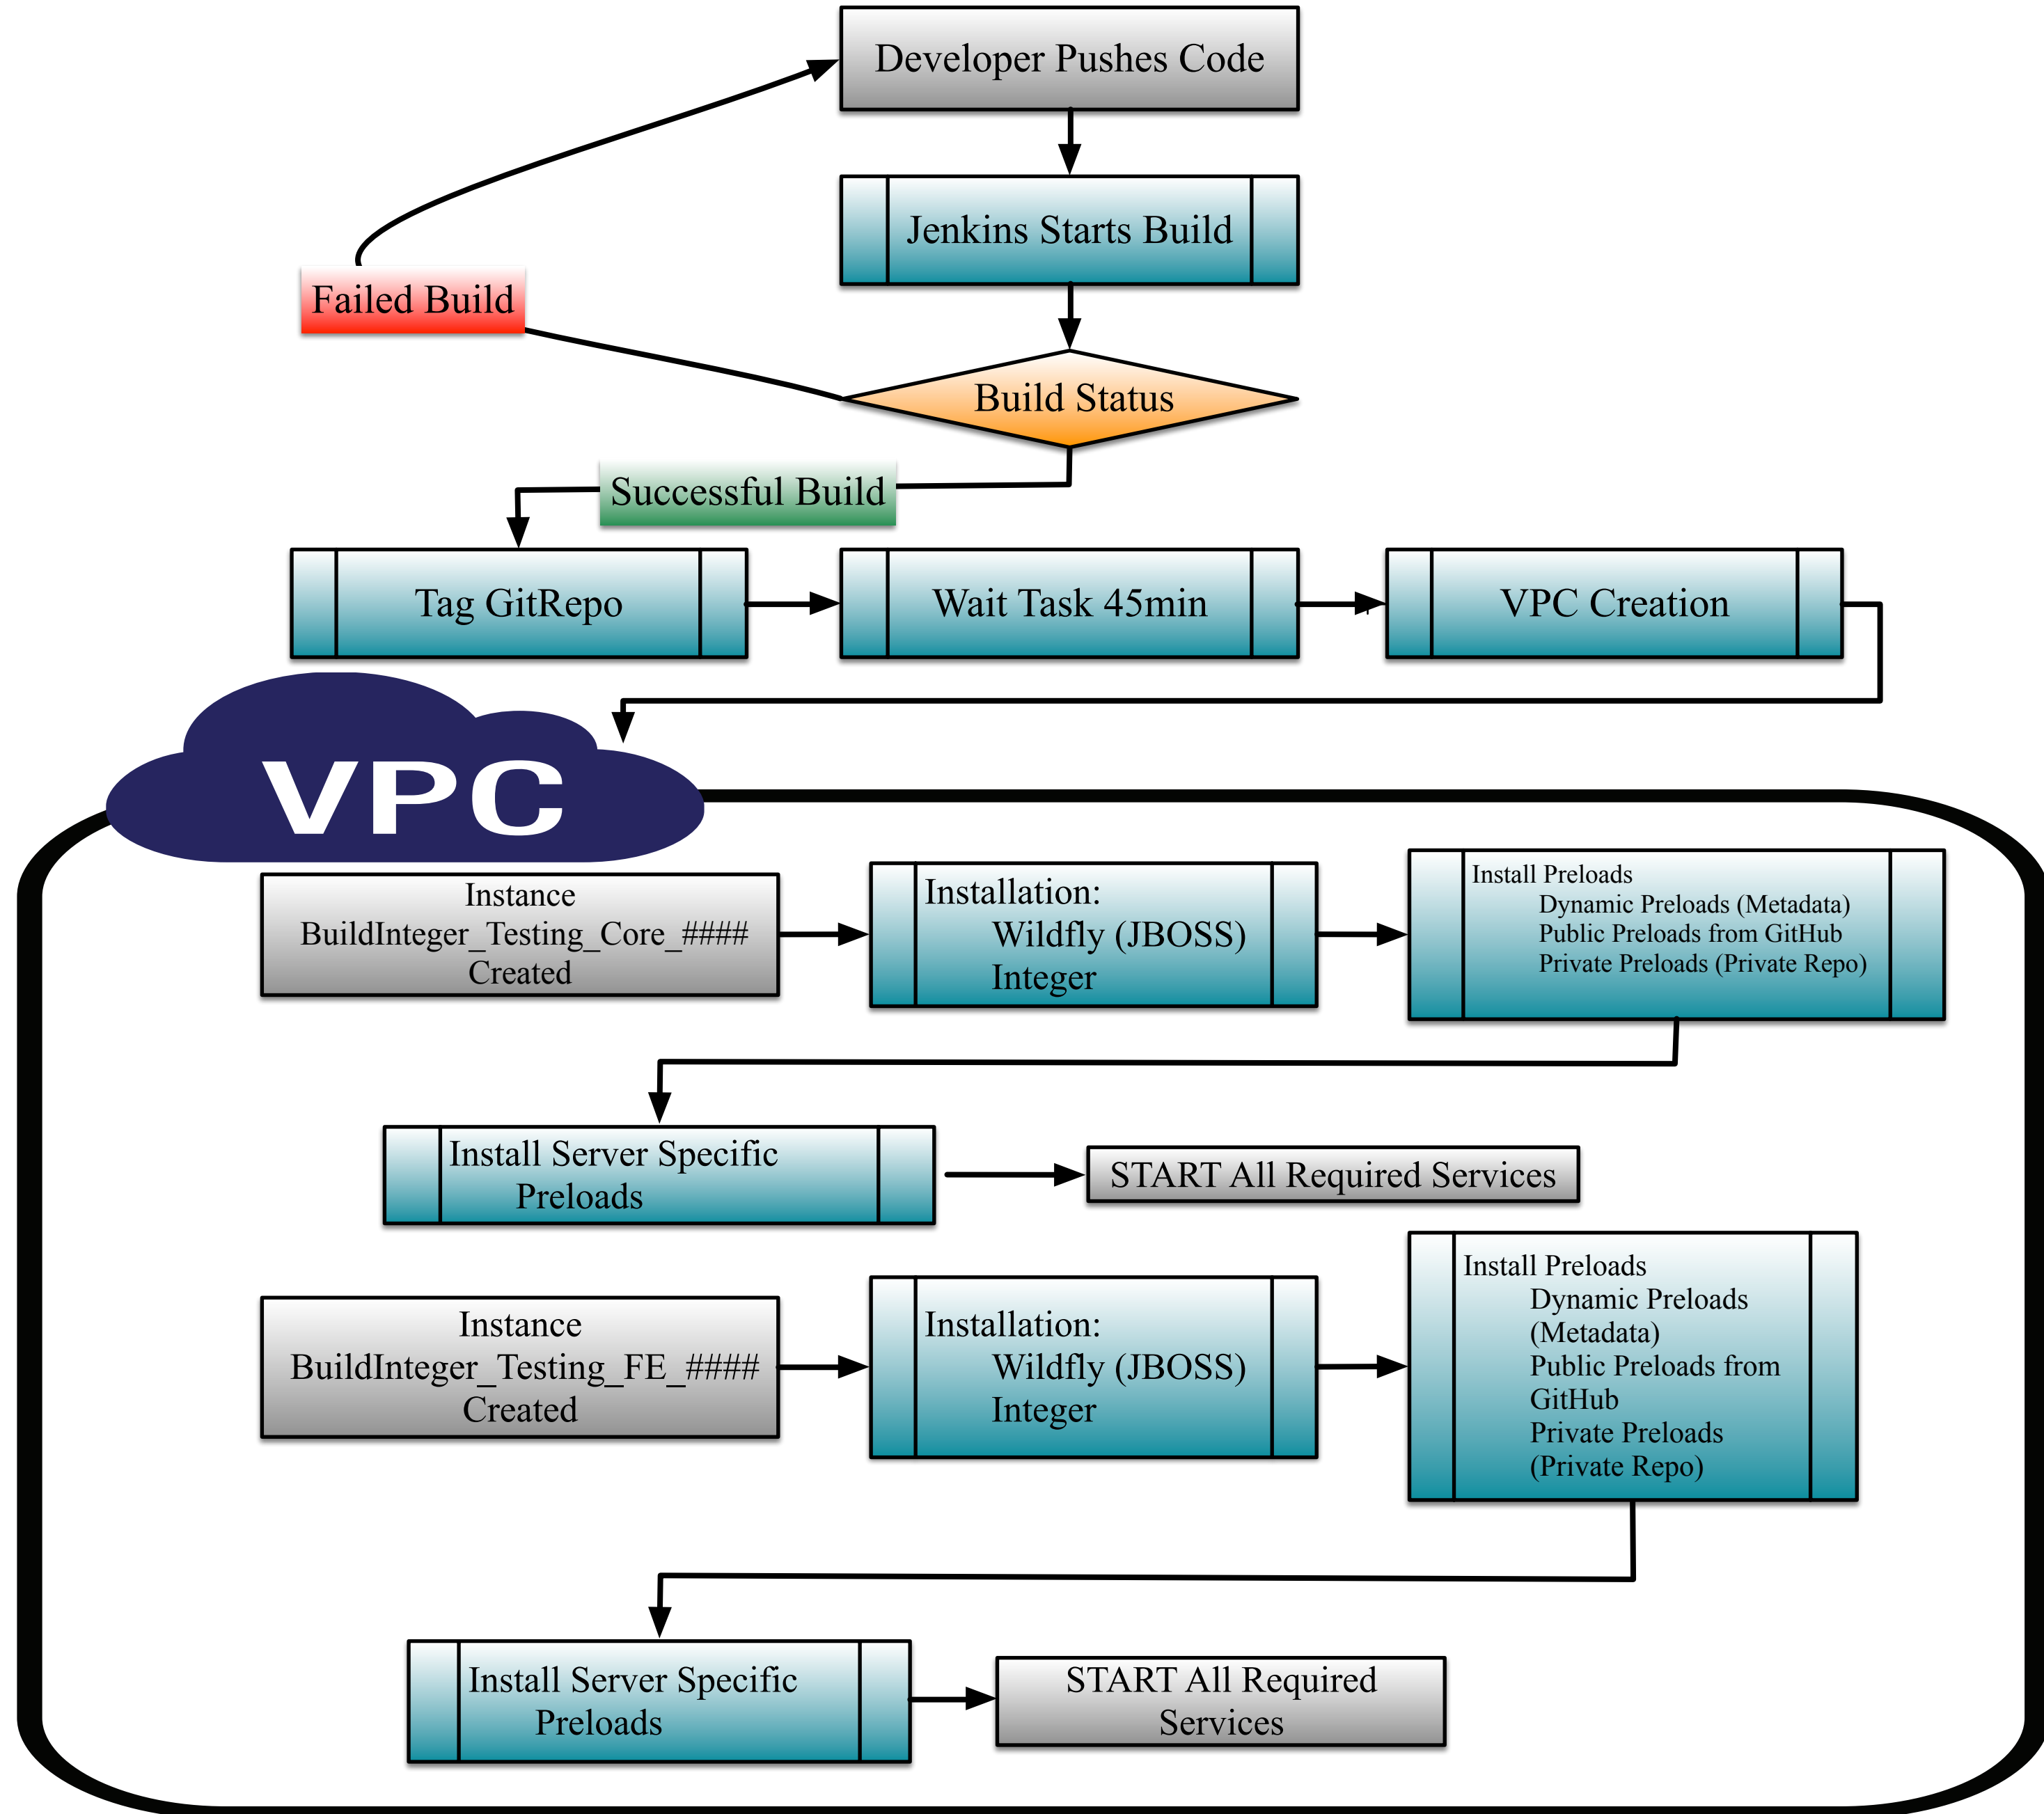 Developer Pushes Code
Jenkins Starts Build
Failed Build
Build Status
Successful Build
Tag GitRepo
Wait Task 45min
VPC Creation
VPC
Instance
BuildInteger_Testing_Core_####
Created
Installation:
Wildfly (JBOSS)
Integer
Install Preloads
Dynamic Preloads (Metadata)
Public Preloads from GitHub
Private Preloads (Private Repo)
Install Server Specific
Preloads
START All Required Services
Instance
BuildInteger_Testing_FE_####
Created
Installation:
Wildfly (JBOSS)
Integer
Install Preloads
Dynamic Preloads
(Metadata)
Public Preloads from
GitHub
Private Preloads
(Private Repo)
Install Server Specific
Preloads
START All Required
Services